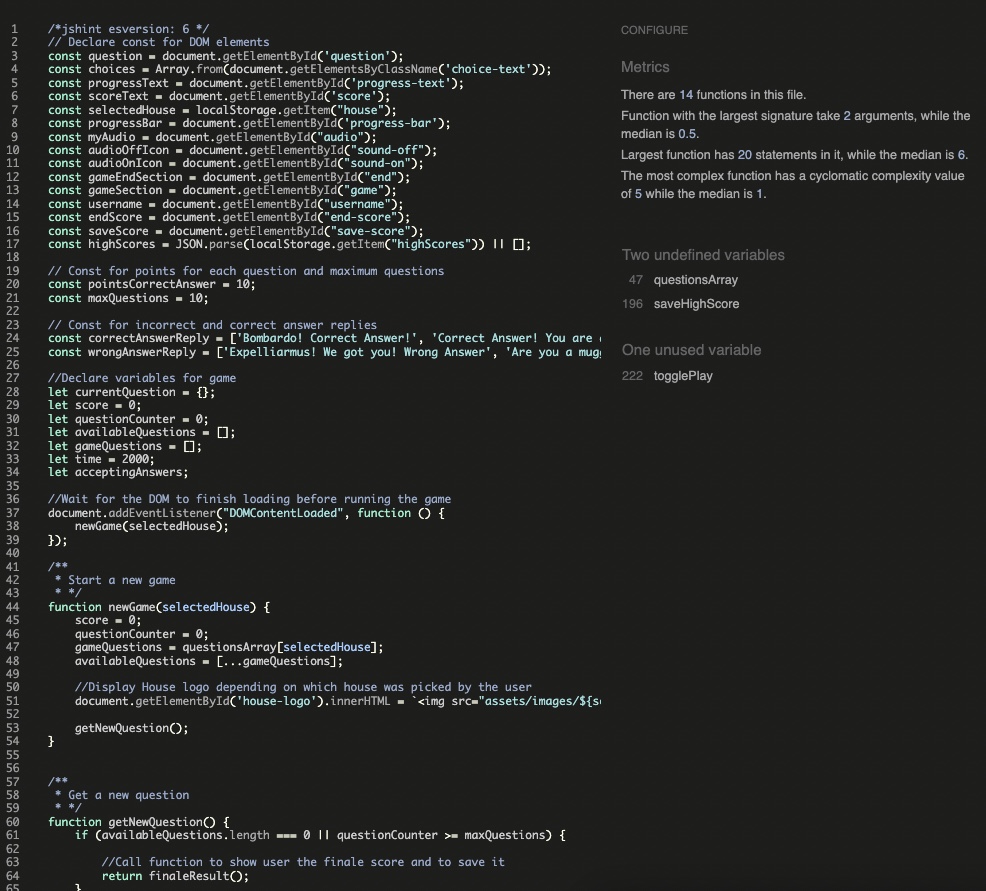 1 /*jshint esversion: 6 */
2 // Declare const for DOM elements
3 const question = document.getElementById('question');
4 const choices = Array.from(document.getElementsByClassName('choice-text'));
5 const progressText = document.getElementById('progress-text');
6 const scoreText = document.getElementById('score');
7 const selectedHouse = localStorage.getItem("house");
8 const progressBar = document.getElementById('progress-bar');
9 const myAudio = document.getElementById("audio");
10 const audioOffIcon = document.getElementById("sound-off");
11 const audioOnIcon = document.getElementById("sound-on");
12 const gameEndSection = document.getElementById("end");
13 const gameSection = document.getElementById("game");
14 const username = document.getElementById("username");
15 const endScore = document.getElementById("end-score");
16 const saveScore = document.getElementById("save-score");
17 const highScores = JSON.parse(localStorage.getItem("highScores")) || [];
18
19 // Const for points for each question and maximum questions
20 const pointsCorrectAnswer = 10;
21 const maxQuestions = 10;
22
23 // Const for incorrect and correct answer replies
24 const correctAnswerReply = ['Bombardo! Correct Answer!', 'Correct Answer! You are
25 const wrongAnswerReply = ['Expelliarmus! We got you! Wrong Answer', 'Are you a mugg
26
27 //Declare variables for game
28 let currentQuestion = {};
29 let score = 0;
30 let questionCounter = 0;
31 let availableQuestions = [];
32 let gameQuestions = [];
33 let time = 2000;
34 let acceptingAnswers;
35
36 //Wait for the DOM to finish loading before running the game
37 document.addEventListener("DOMContentLoaded", function () {
38 newGame(selectedHouse);
39 });
40
41 /**
42 * Start a new game
43 * */
44 function newGame(selectedHouse) {
45 score = 0;
46 questionCounter = 0;
47 gameQuestions = questionsArray[selectedHouse];
48 availableQuestions = [...gameQuestions];
49
50 //Display House logo depending on which house was picked by the user
51 document.getElementById('house-logo').innerHTML = `<img src="assets/images/${s
52
53 getNewQuestion();
54 }
55
56
57 /**
58 * Get a new question
59 * */
60 function getNewQuestion() {
61 if (availableQuestions.length === 0 || questionCounter >= maxQuestions) {
62
63 //Call function to show user the finale score and to save it
64 return finaleResult();
65 }
CONFIGURE
Metrics
There are 14 functions in this file.
Function with the largest signature take 2 arguments, while the
median is 0.5.
Largest function has 20 statements in it, while the median is 6.
The most complex function has a cyclomatic complexity value
of 5 while the median is 1.
Two undefined variables
47 questionsArray
196 saveHighScore
One unused variable
222 togglePlay